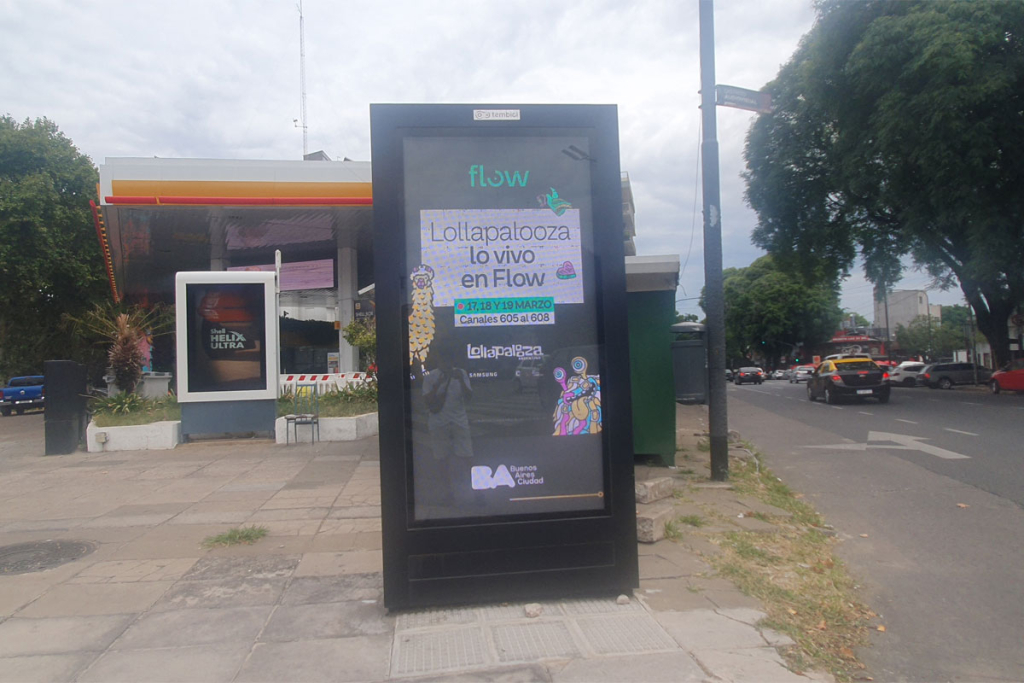 tembici
flow
Lollapalooza
lo vivo
en Flow
17, 18 Y 19 MARZO
Canales 605 al 608
Lollapalooza
SAMSUNG
BA Buenos
Aires
Ciudad
Shell
HELIX
ULTRA